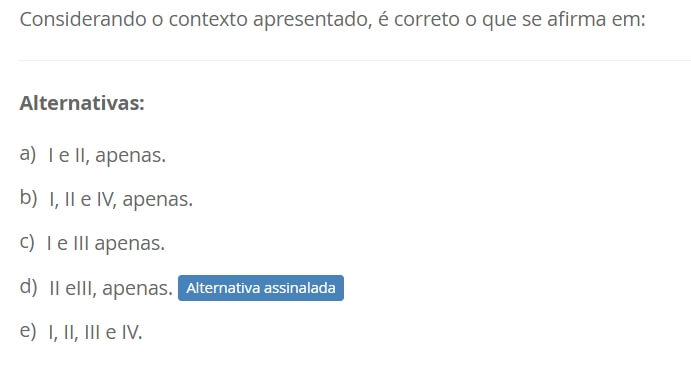 Considerando o contexto apresentado, é correto o que se afirma em:
Alternativas:
a) I e II, apenas.
b) I, II e IV, apenas.
c) I e III apenas.
d) II eIII, apenas. Alternativa assinalada
e) I, II, III e IV.